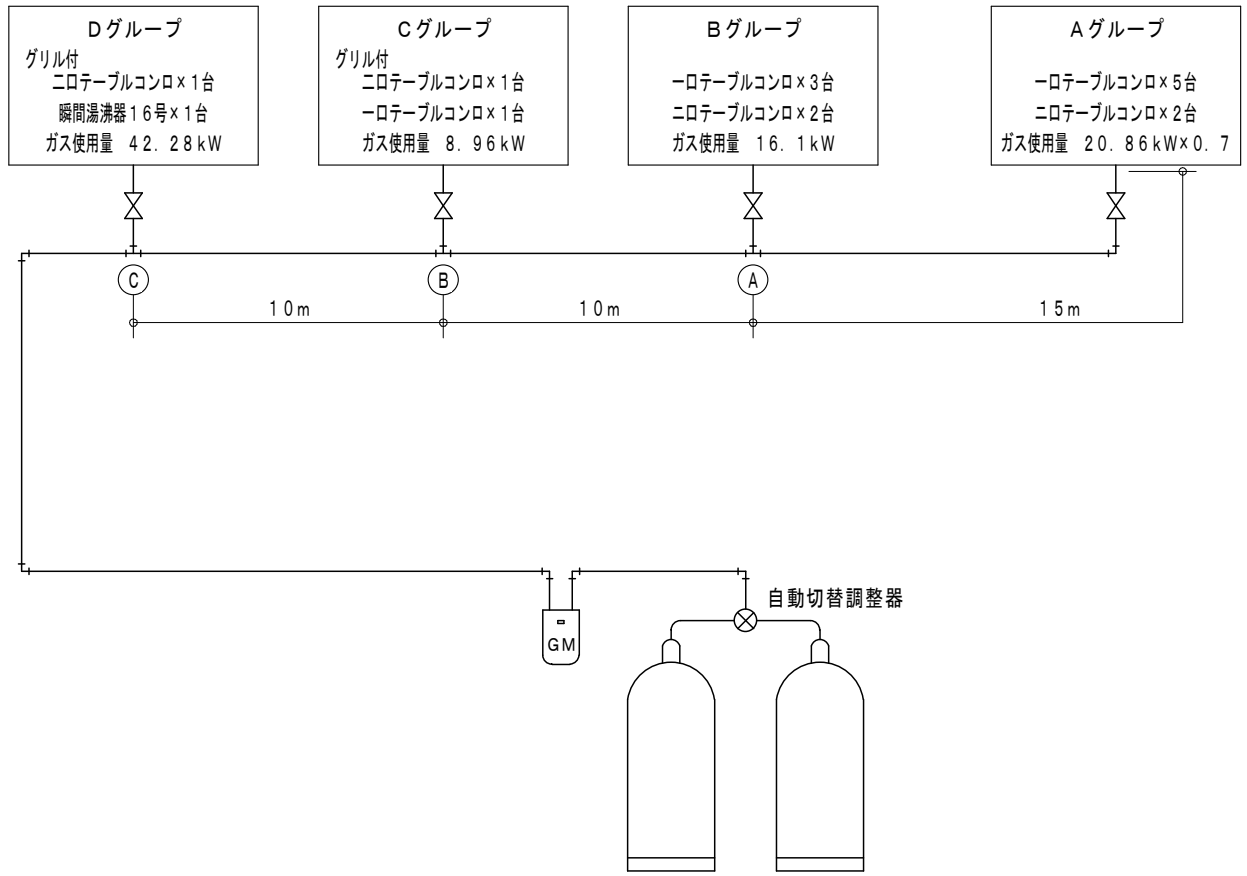 Dグループ
グリル付
二口テーブルコンロ×1台
瞬間湯沸器16号×1台
ガス使用量 42.28kW
Cグループ
グリル付
二口テーブルコンロ×1台
一口テーブルコンロ×1台
ガス使用量 8.96kW
Bグループ
一口テーブルコンロ×3台
二口テーブルコンロ×2台
ガス使用量 16.1kW
Aグループ
一口テーブルコンロ×5台
二口テーブルコンロ×2台
ガス使用量 20.86kW×0.7
C
B
A
10m
10m
15m
自動切替調整器
GM